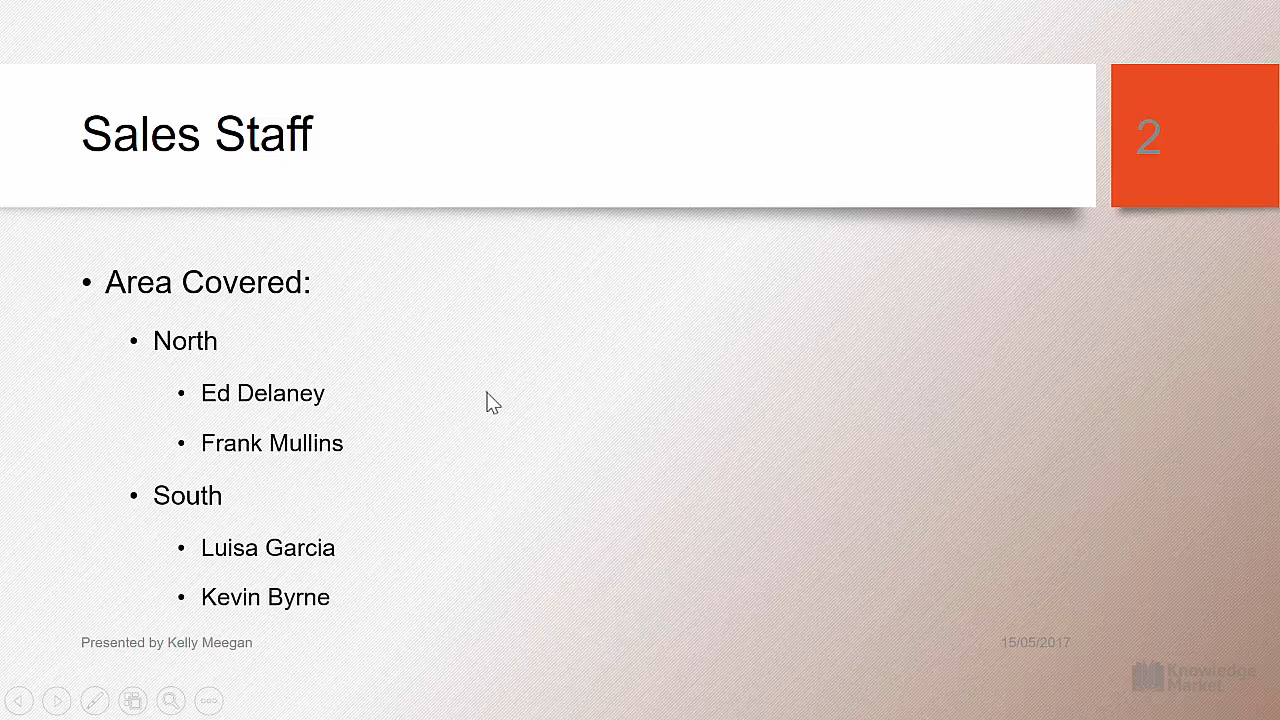 Sales Staff
2
• Area Covered:
• North
• Ed Delaney
• Frank Mullins
• South
• Luisa Garcia
• Kevin Byrne
Presented by Kelly Meegan
15/05/2017
Knowledge
Market